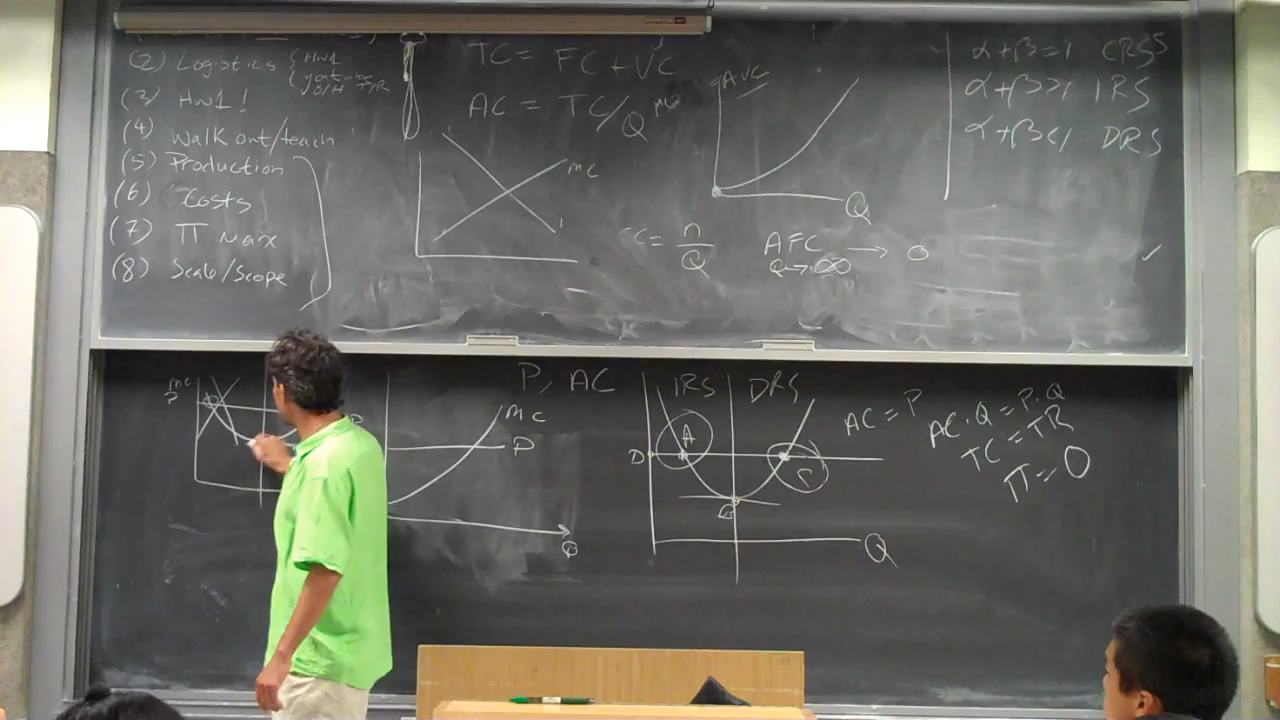 (2) Logistics { HW1
(3) HW1!
(4) Walk out/teach
(5) Production
(6) Costs
(7) Π Max
(8) Scale/Scope
TC = FC + VC
AC = TC/Q
MC
AVC
Q
= n/Q
AFC → 0
Q→∞
α+β=1 CRS
α+β>1 IRS
α+β<1 DRS
MC
P
P, AC
MC
P
Q
IRS DRS
A
B
Q
AC = P
AC·Q = P·Q
TC = TR
Π = 0